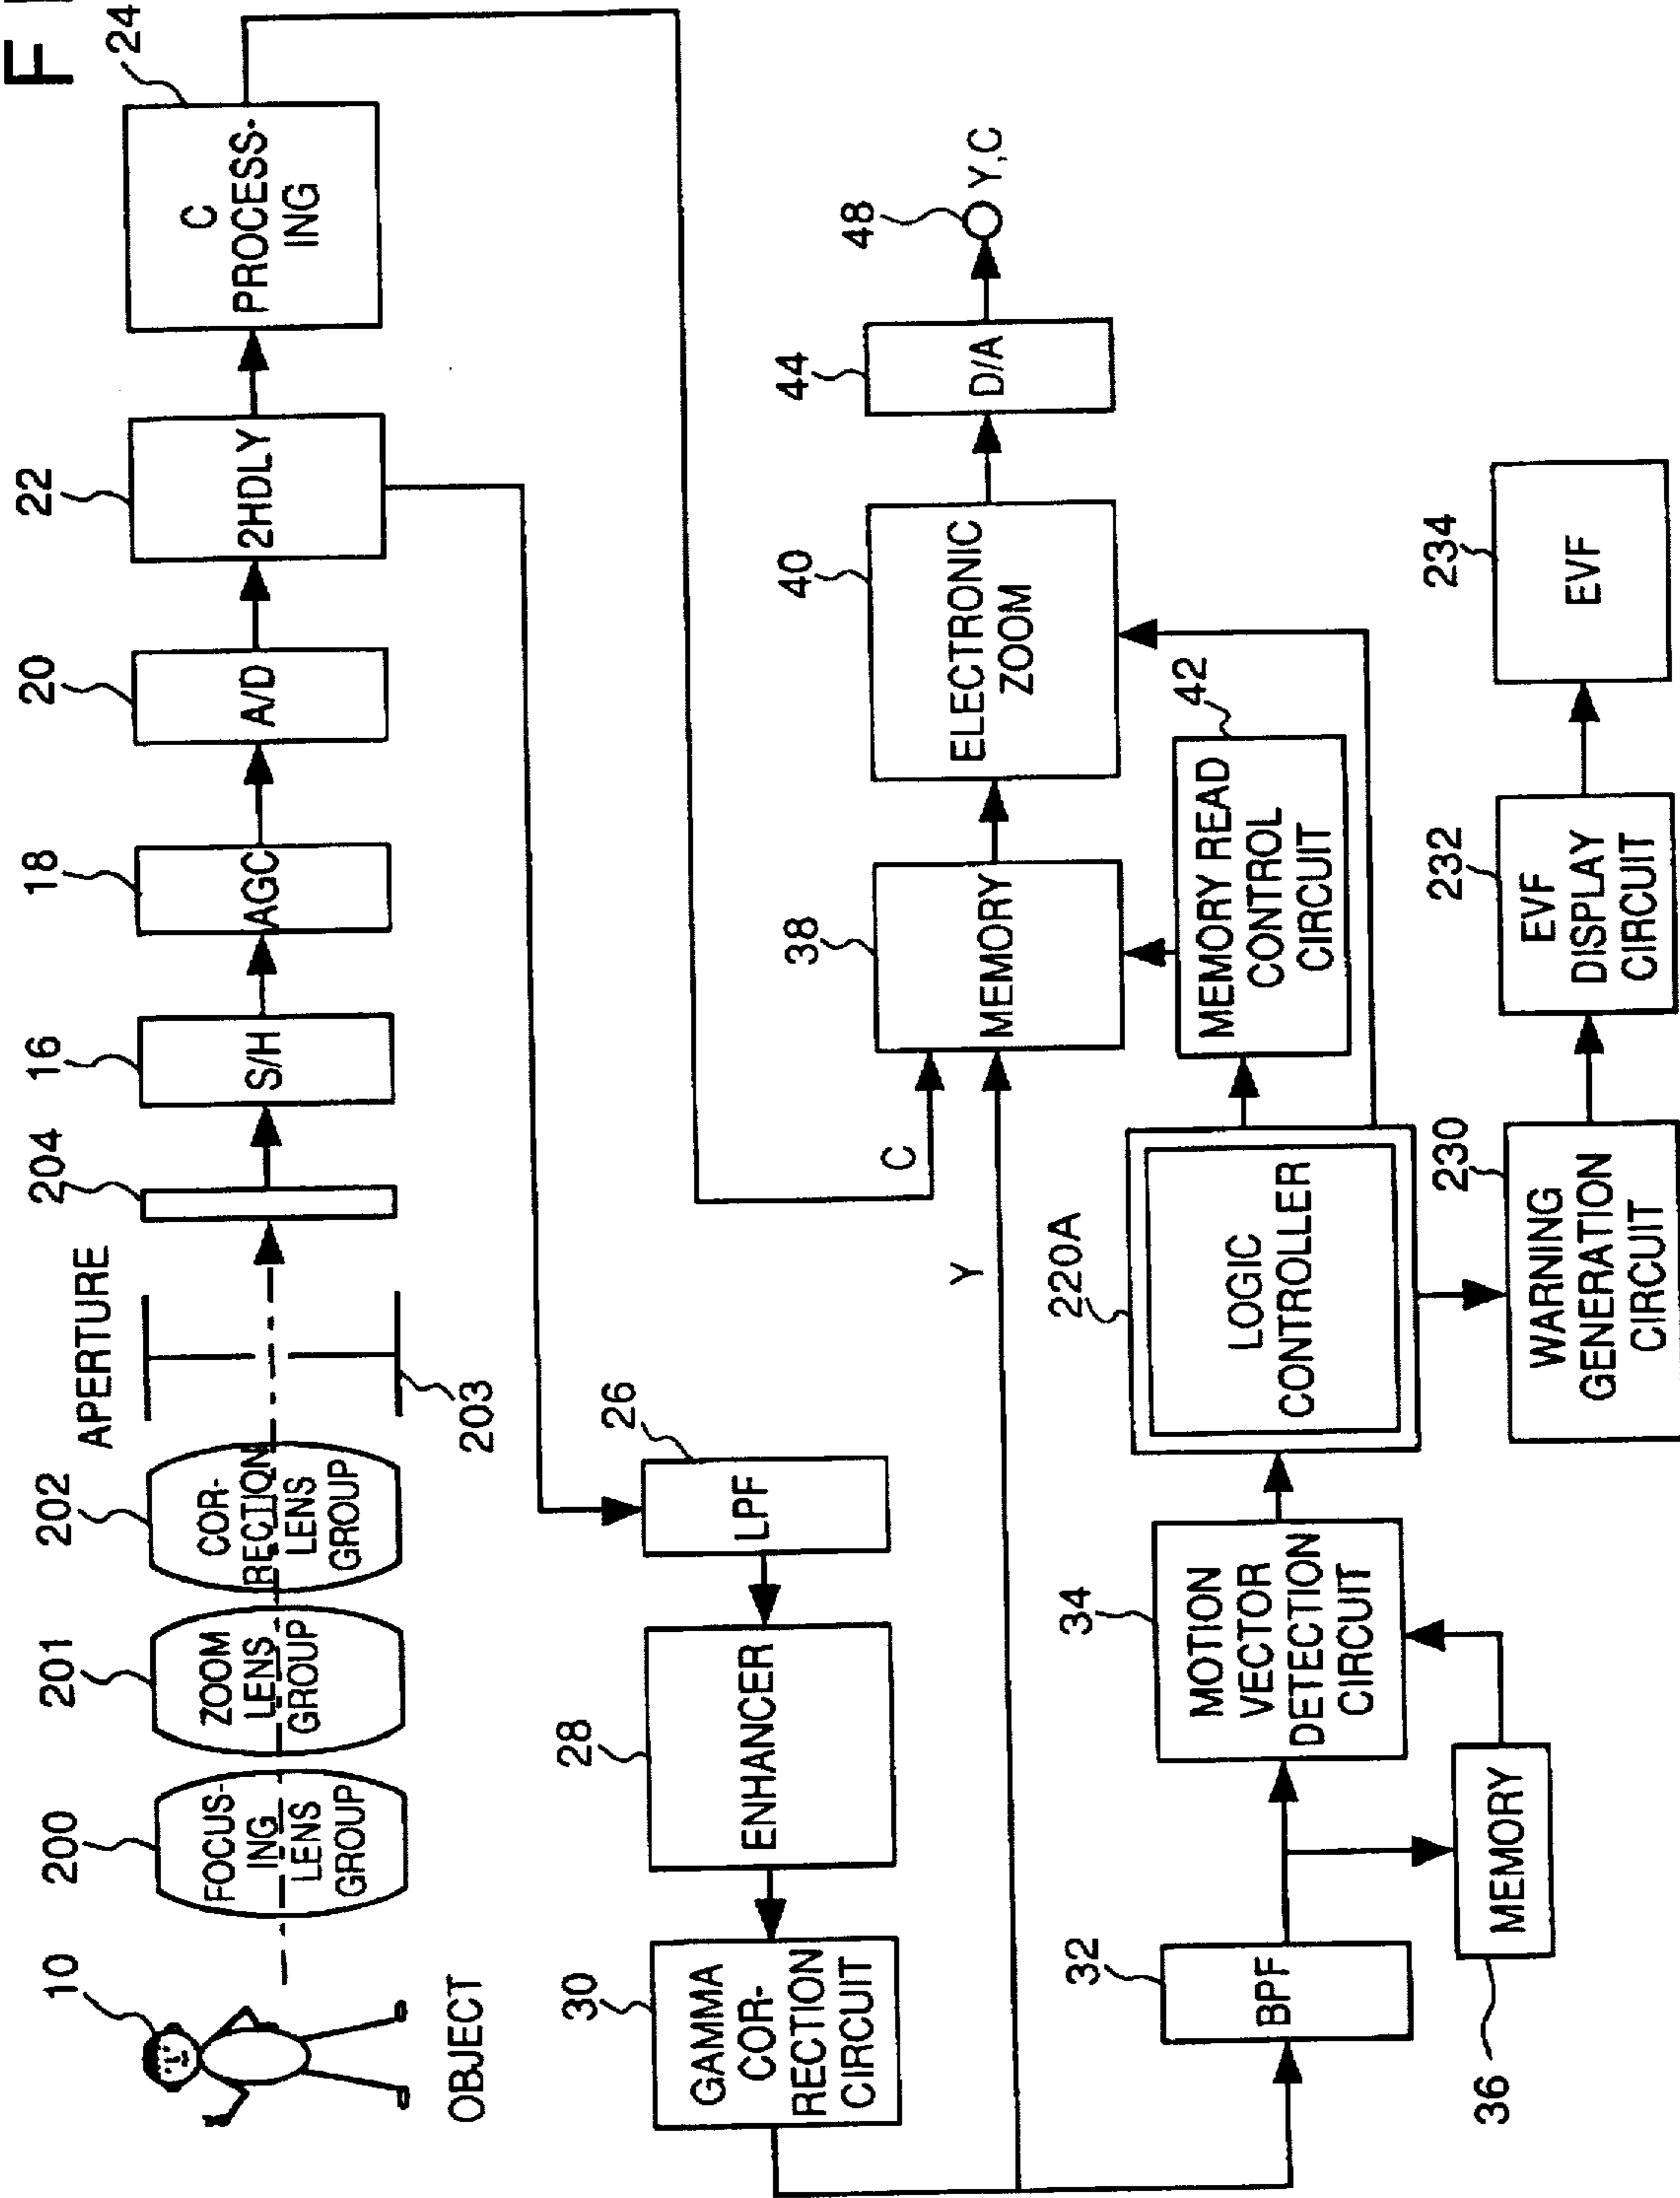 F
10
OBJECT
200
FOCUS-
ING
LENS
GROUP
201
ZOOM
LENS
GROUP
202
COR-
RECTION
LENS
GROUP
APERTURE
203
204
16
S/H
18
AGC
20
A/D
22
2HDLY
24
C
PROCESS-
ING
30
GAMMA
COR-
RECTION
CIRCUIT
28
ENHANCER
26
LPF
C
Y
38
MEMORY
40
ELECTRONIC
ZOOM
44
D/A
48
Y,C
32
BPF
36
MEMORY
34
MOTION
VECTOR
DETECTION
CIRCUIT
220A
LOGIC
CONTROLLER
MEMORY READ
CONTROL
CIRCUIT
42
230
WARNING
GENERATION
CIRCUIT
232
EVF
DISPLAY
CIRCUIT
234
EVF